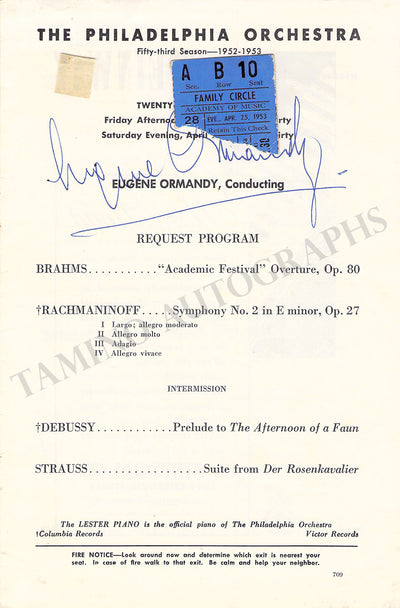 THE PHILADELPHIA ORCHESTRA
Fifty-third Season—1952-1953
A B 10
Sec. Row Seat
FAMILY CIRCLE
ACADEMY OF MUSIC
28 EVE., APR. 25, 1953
Retain This Check
30
TWENTY
Friday Afternoo
rty
Saturday Evening, April
irty
Eugene Ormandy
EUGENE ORMANDY, Conducting
REQUEST PROGRAM
BRAHMS...........“Academic Festival” Overture, Op. 80
†RACHMANINOFF.....Symphony No. 2 in E minor, Op. 27
I Largo; allegro moderato
II Allegro molto
III Adagio
IV Allegro vivace
TAMINO AUTOGRAPHS
INTERMISSION
†DEBUSSY............Prelude to The Afternoon of a Faun
STRAUSS..................Suite from Der Rosenkavalier
The LESTER PIANO is the official piano of The Philadelphia Orchestra
†Columbia Records Victor Records
FIRE NOTICE—Look around now and determine which exit is nearest your
seat. In case of fire walk to that exit. Be calm and help your neighbor.
709